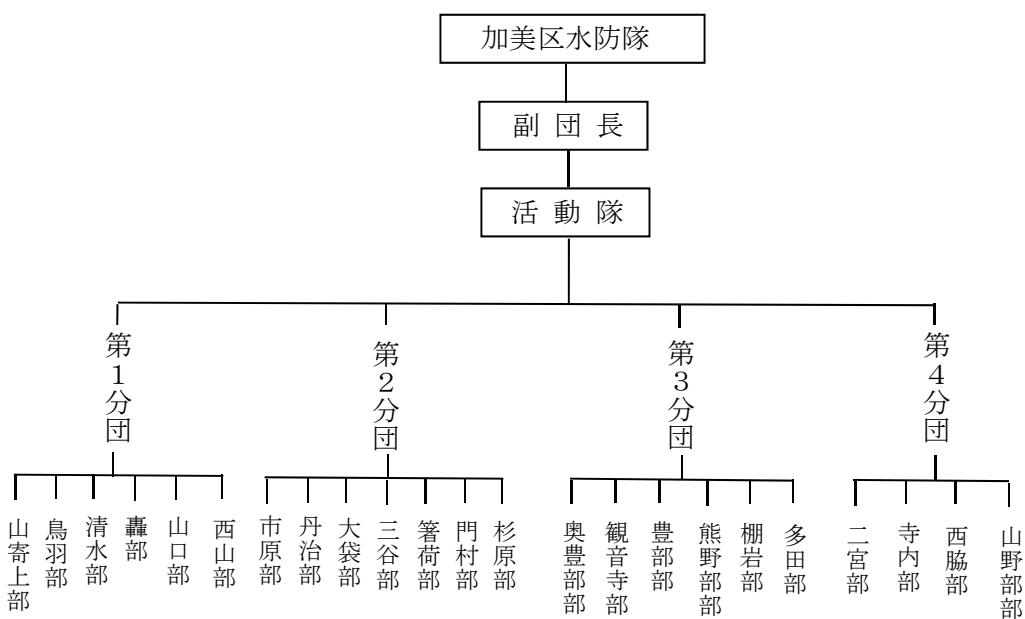 加美区水防隊
副団長
活動隊
第1分団
第2分団
第3分団
第4分団
山寄上部
鳥羽部
清水部
轟部
山口部
西山部
市原部
丹治部
大袋部
三谷部
箸荷部
門村部
杉原部
奥豊部部
観音寺部
豊部部
熊野部部
棚岩部
多田部
二宮部
寺内部
西脇部
山野部部